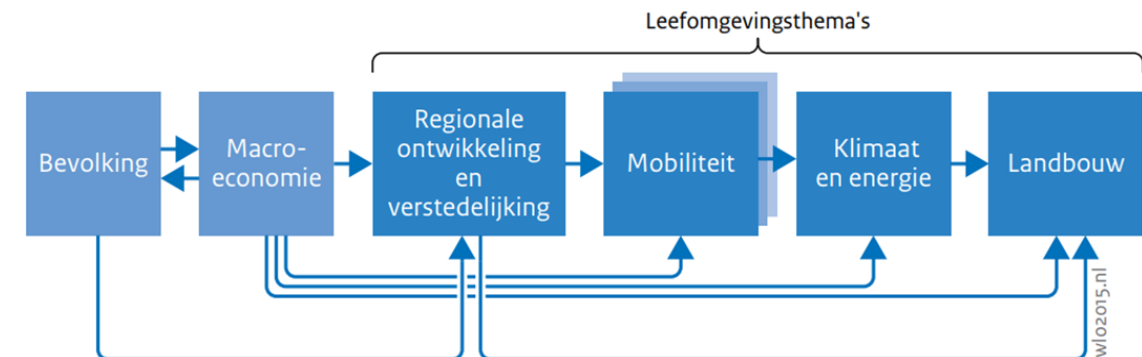 Leefomgevingsthema's
Bevolking
Macro-
economie
Regionale
ontwikkeling
en
verstedelijking
Mobiliteit
Klimaat
en energie
Landbouw
wlo2015.nl